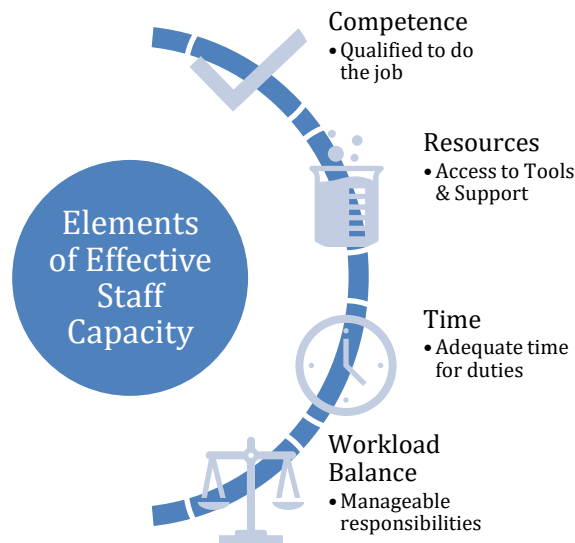 Elements
of Effective
Staff
Capacity
Competence
• Qualified to do
the job
Resources
• Access to Tools
& Support
Time
• Adequate time
for duties
Workload
Balance
• Manageable
responsibilities